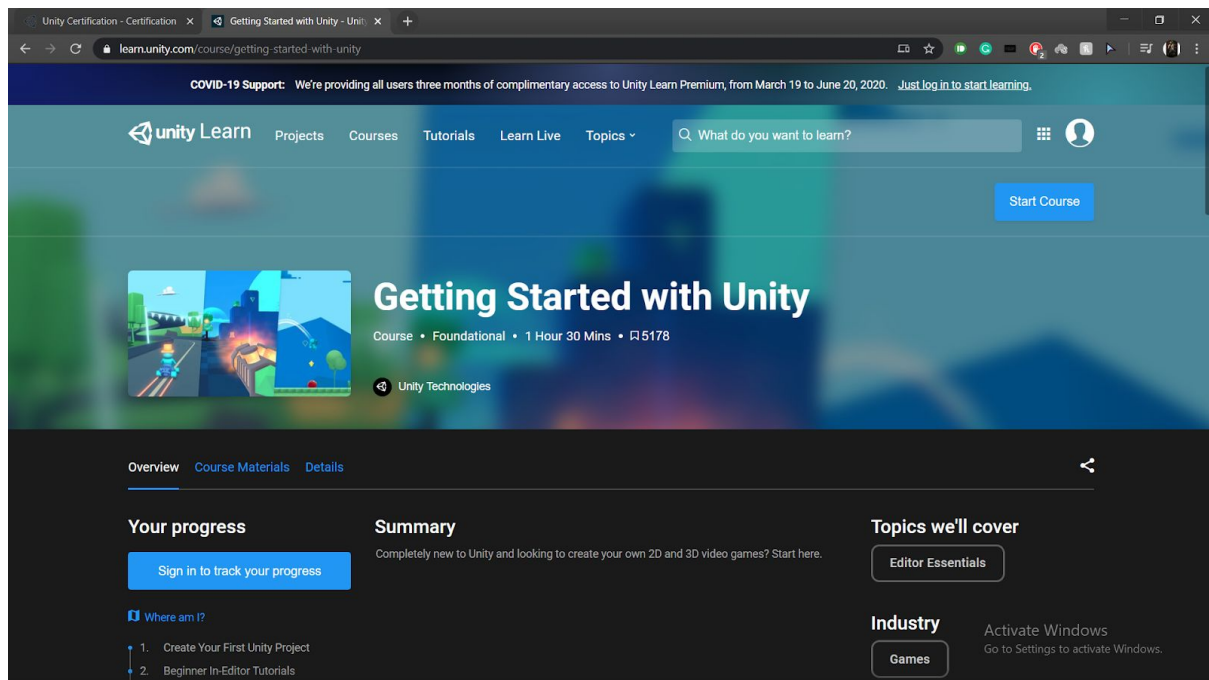 Unity Certification - Certification
Getting Started with Unity - Unity
learn.unity.com/course/getting-started-with-unity
2
COVID-19 Support: We're providing all users three months of complimentary access to Unity Learn Premium, from March 19 to June 20, 2020. Just log in to start learning.
unity Learn Projects Courses Tutorials Learn Live Topics What do you want to learn?
Start Course
Getting Started with Unity
Course • Foundational • 1 Hour 30 Mins • 5178
Unity Technologies
Overview Course Materials Details
Your progress
Sign in to track your progress
Where am I?
1. Create Your First Unity Project
2. Beginner In-Editor Tutorials
Summary
Completely new to Unity and looking to create your own 2D and 3D video games? Start here.
Topics we'll cover
Editor Essentials
Industry
Games
Activate Windows
Go to Settings to activate Windows.